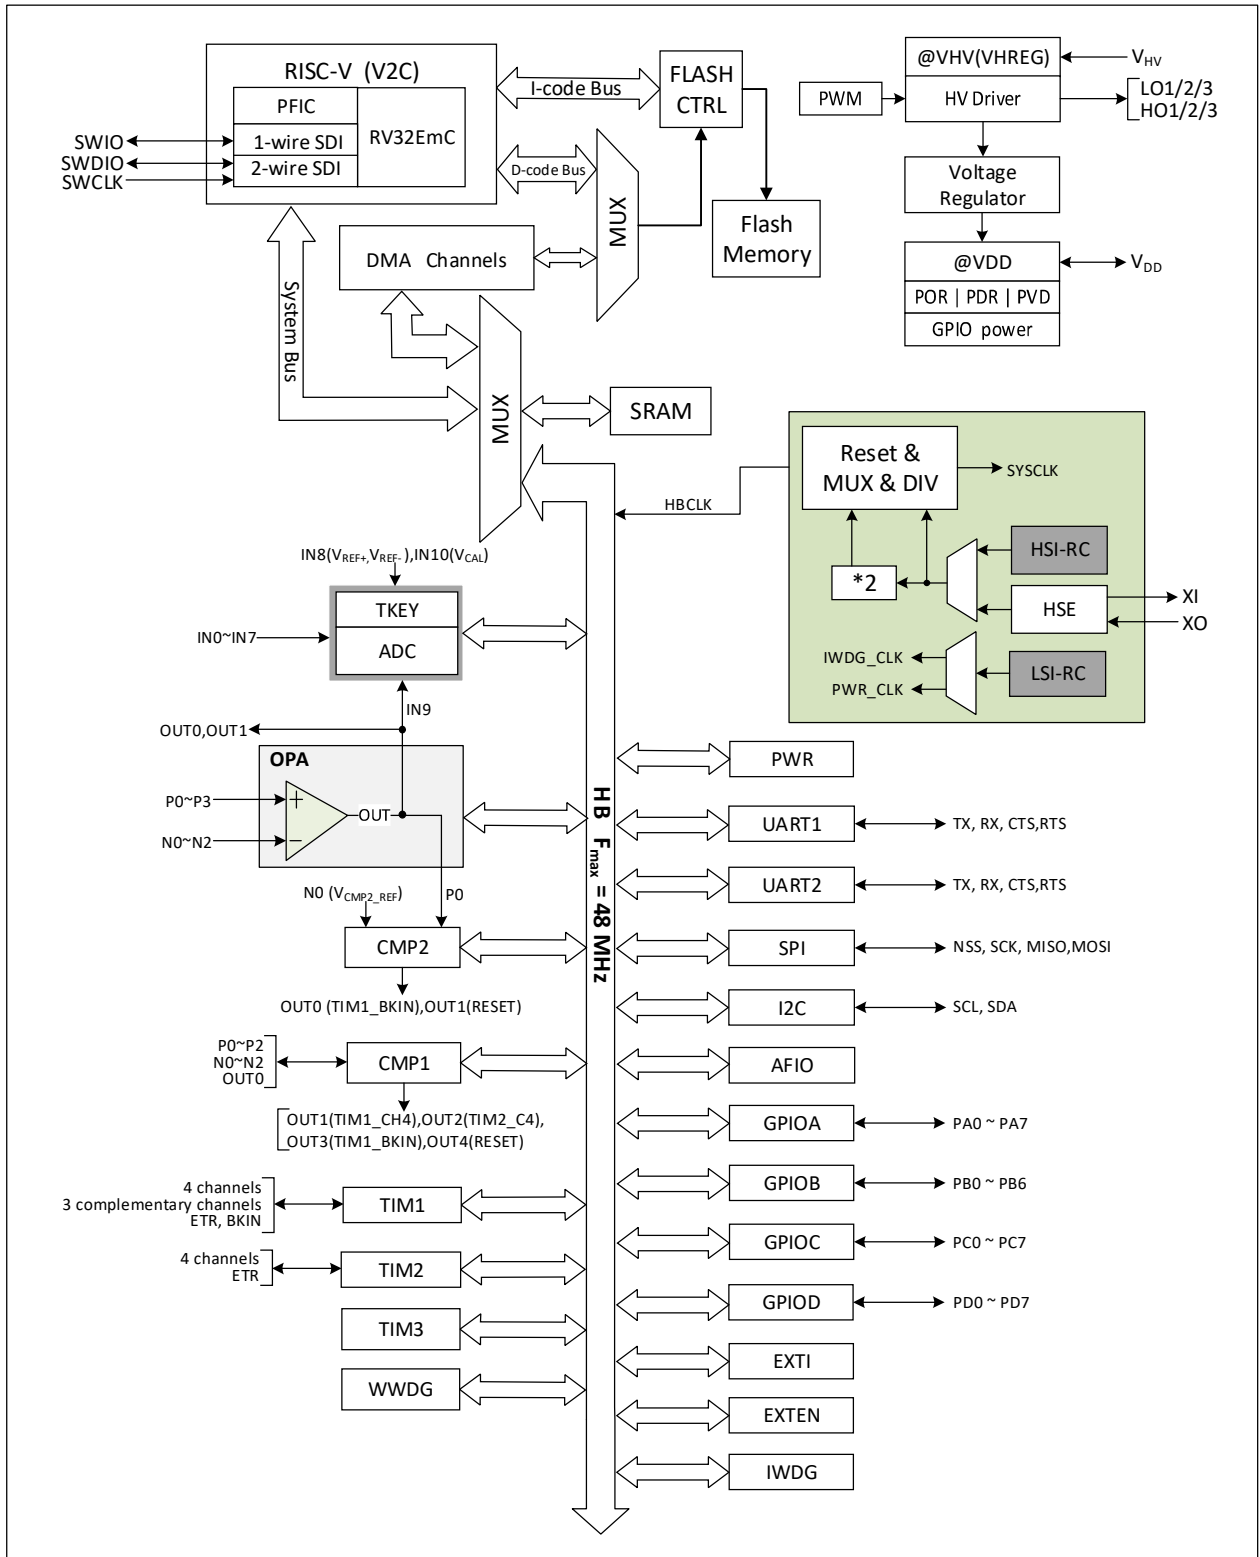 RISC-V (V2C)
PFIC
1-wire SDI
2-wire SDI
RV32EmC
SWIO
SWDIO
SWCLK
I-code Bus
D-code Bus
FLASH
CTRL
MUX
Flash
Memory
DMA Channels
System Bus
MUX
SRAM
@VHV(VHREG)
HV Driver
PWM
VHV
LO1/2/3
HO1/2/3
Voltage
Regulator
@VDD
POR | PDR | PVD
GPIO power
VDD
Reset &
MUX & DIV
SYSCLK
HBCLK
*2
HSI-RC
HSE
XI
XO
IWDG_CLK
PWR_CLK
LSI-RC
IN8(VREF+,VREF-),IN10(VCAL)
TKEY
ADC
IN0~IN7
IN9
OUT0,OUT1
OPA
P0~P3
N0~N2
+
−
OUT
N0 (VCMP2_REF)
P0
CMP2
OUT0 (TIM1_BKIN),OUT1(RESET)
P0~P2
N0~N2
OUT0
CMP1
OUT1(TIM1_CH4),OUT2(TIM2_C4),
OUT3(TIM1_BKIN),OUT4(RESET)
4 channels
3 complementary channels
ETR, BKIN
TIM1
4 channels
ETR
TIM2
TIM3
WWDG
HB Fmax = 48 MHz
PWR
UART1
TX, RX, CTS,RTS
UART2
TX, RX, CTS,RTS
SPI
NSS, SCK, MISO,MOSI
I2C
SCL, SDA
AFIO
GPIOA
PA0 ~ PA7
GPIOB
PB0 ~ PB6
GPIOC
PC0 ~ PC7
GPIOD
PD0 ~ PD7
EXTI
EXTEN
IWDG